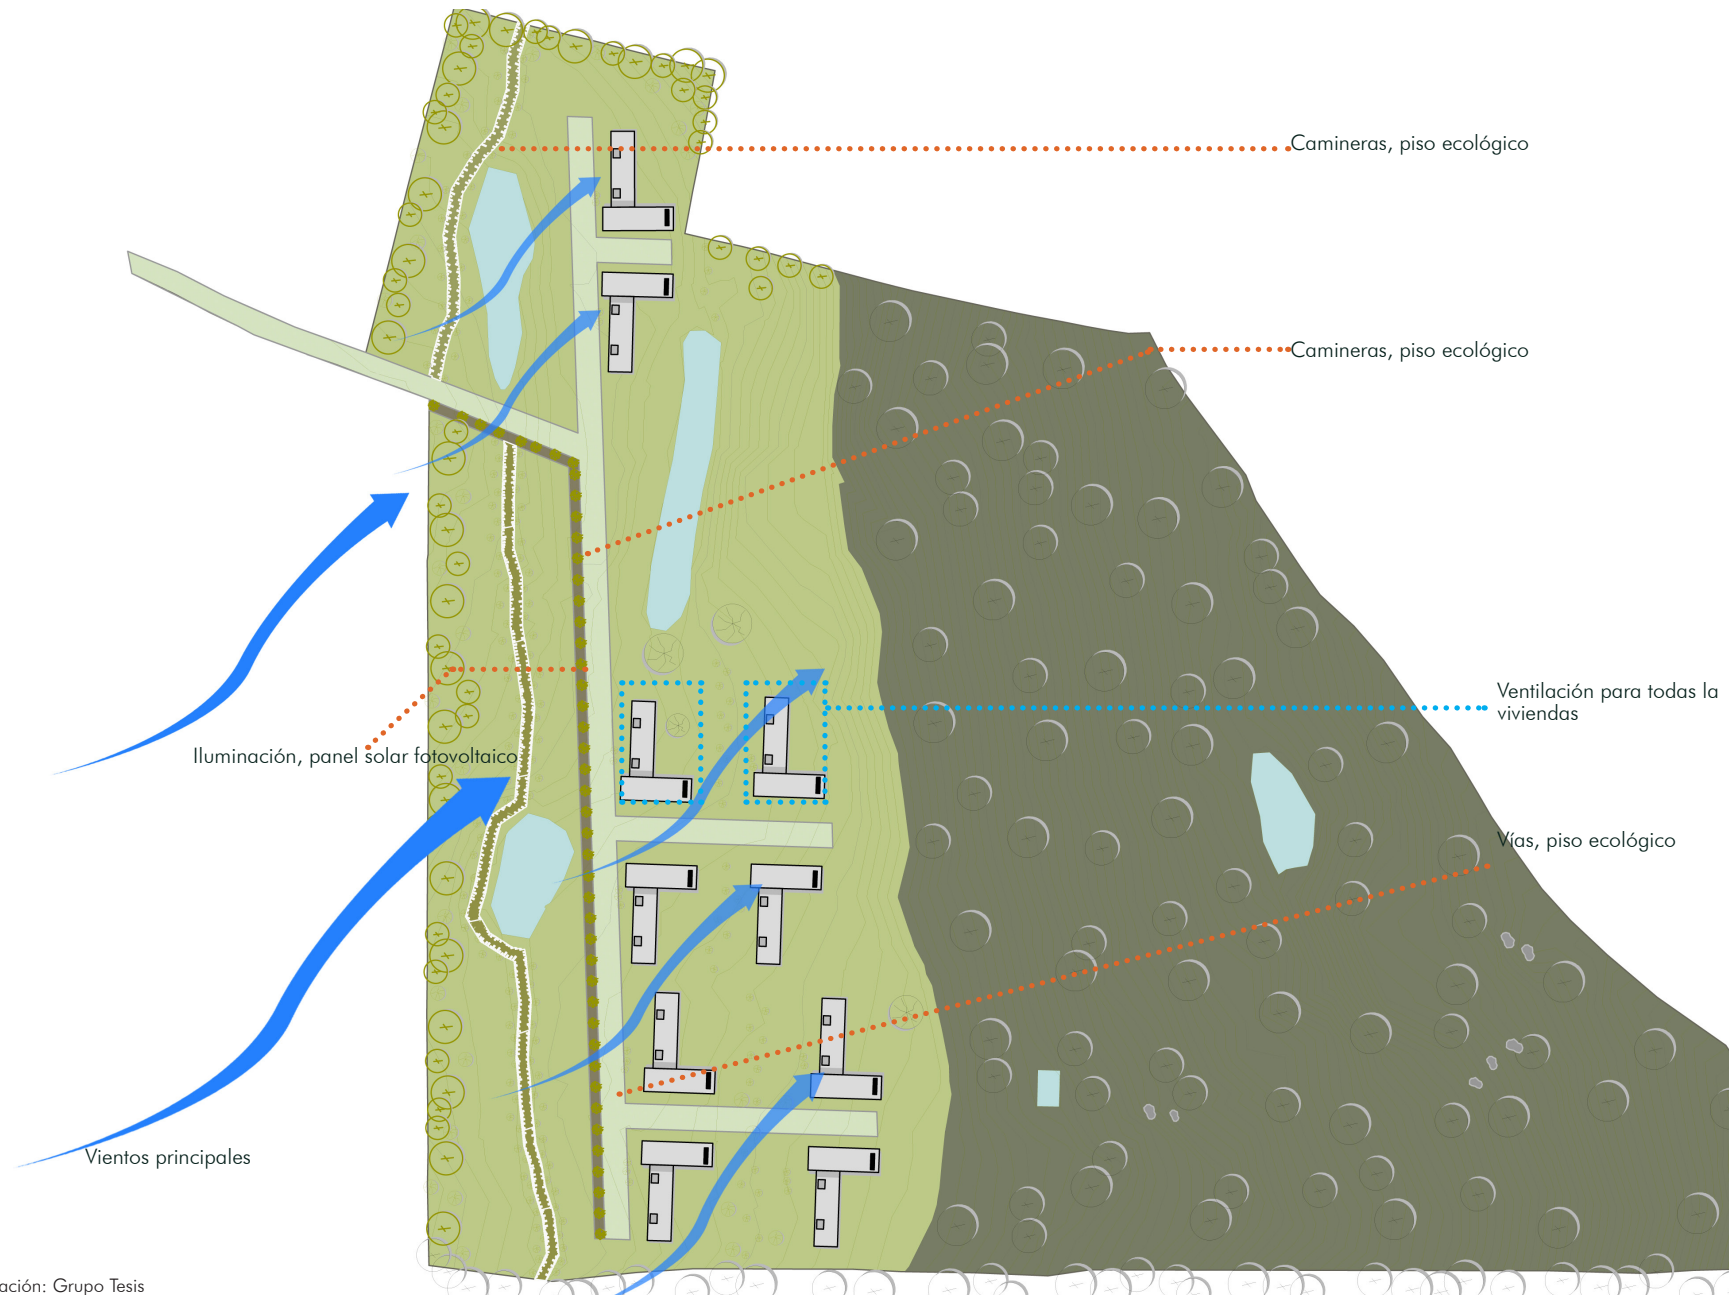 Camineras, piso ecológico
Camineras, piso ecológico
Ventilación para todas la
viviendas
Iluminación, panel solar fotovoltaico
Vías, piso ecológico
Vientos principales
ación: Grupo Tesis